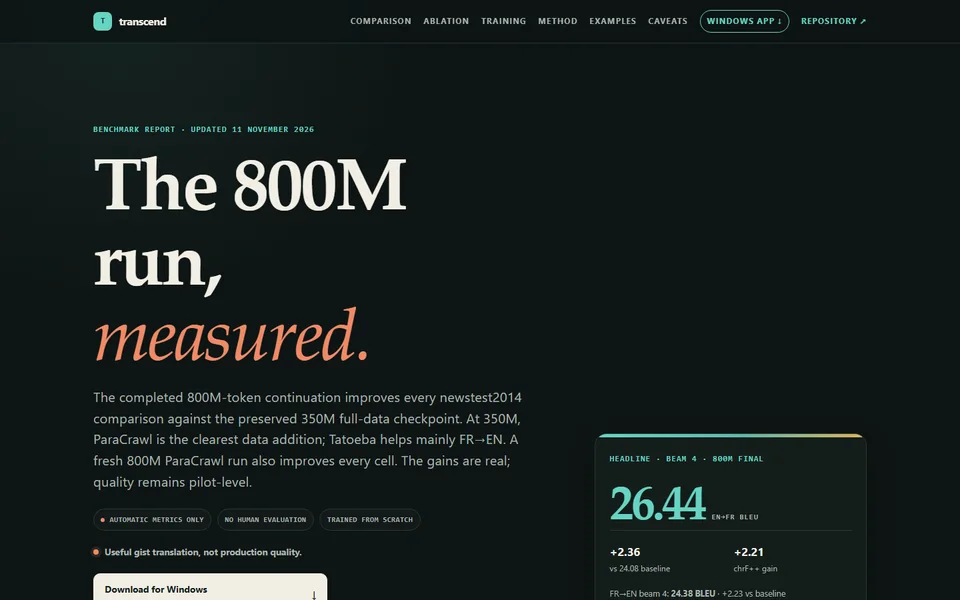 T transcend
COMPARISON ABLATION TRAINING METHOD EXAMPLES CAVEATS WINDOWS APP ↓ REPOSITORY ↗
BENCHMARK REPORT · UPDATED 11 NOVEMBER 2026
The 800M
run,
measured.
The completed 800M-token continuation improves every newstest2014
comparison against the preserved 350M full-data checkpoint. At 350M,
ParaCrawl is the clearest data addition; Tatoeba helps mainly FR→EN. A
fresh 800M ParaCrawl run also improves every cell. The gains are real;
quality remains pilot-level.
AUTOMATIC METRICS ONLY NO HUMAN EVALUATION TRAINED FROM SCRATCH
Useful gist translation, not production quality.
Download for Windows ↓
HEADLINE · BEAM 4 · 800M FINAL
26.44 EN→FR BLEU
+2.36 +2.21
vs 24.08 baseline chrF++ gain
FR→EN beam 4: 24.38 BLEU · +2.23 vs baseline